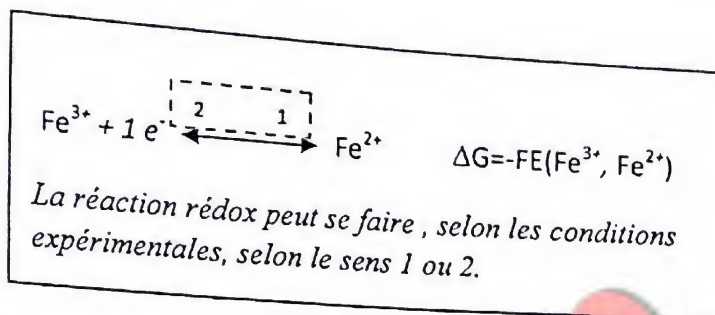 2 1
Fe³⁺ + 1 e⁻ Fe²⁺ ΔG=-FE(Fe³⁺, Fe²⁺)
La réaction rédox peut se faire , selon les conditions
expérimentales, selon le sens 1 ou 2.